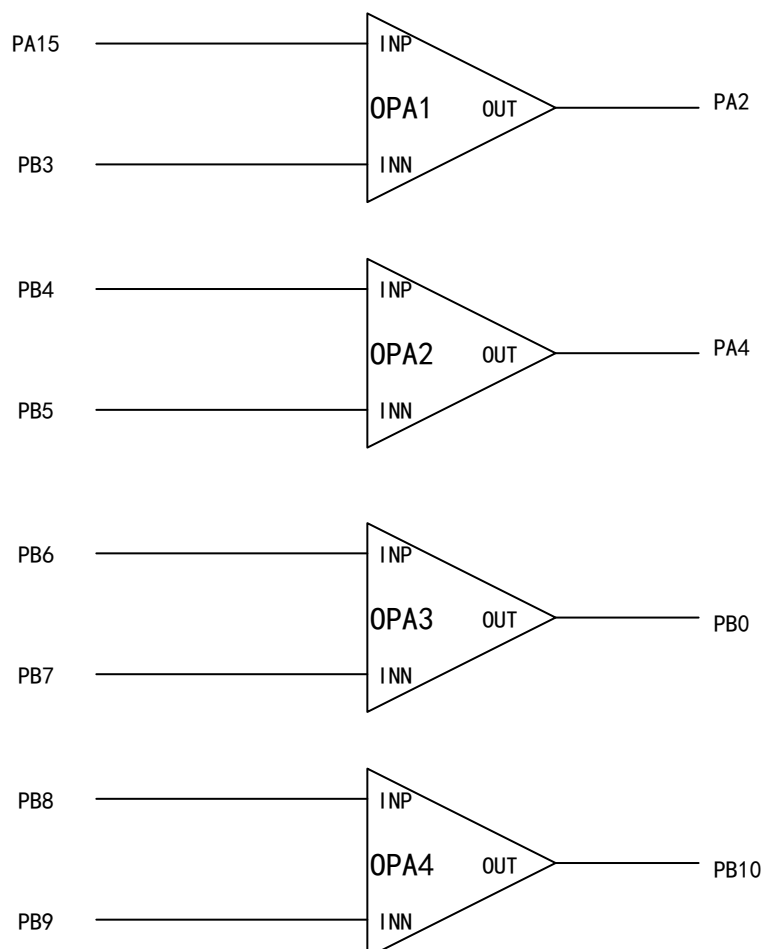 PA15 INP
OPA1 OUT PA2
PB3 INN
PB4 INP
OPA2 OUT PA4
PB5 INN
PB6 INP
OPA3 OUT PB0
PB7 INN
PB8 INP
OPA4 OUT PB10
PB9 INN